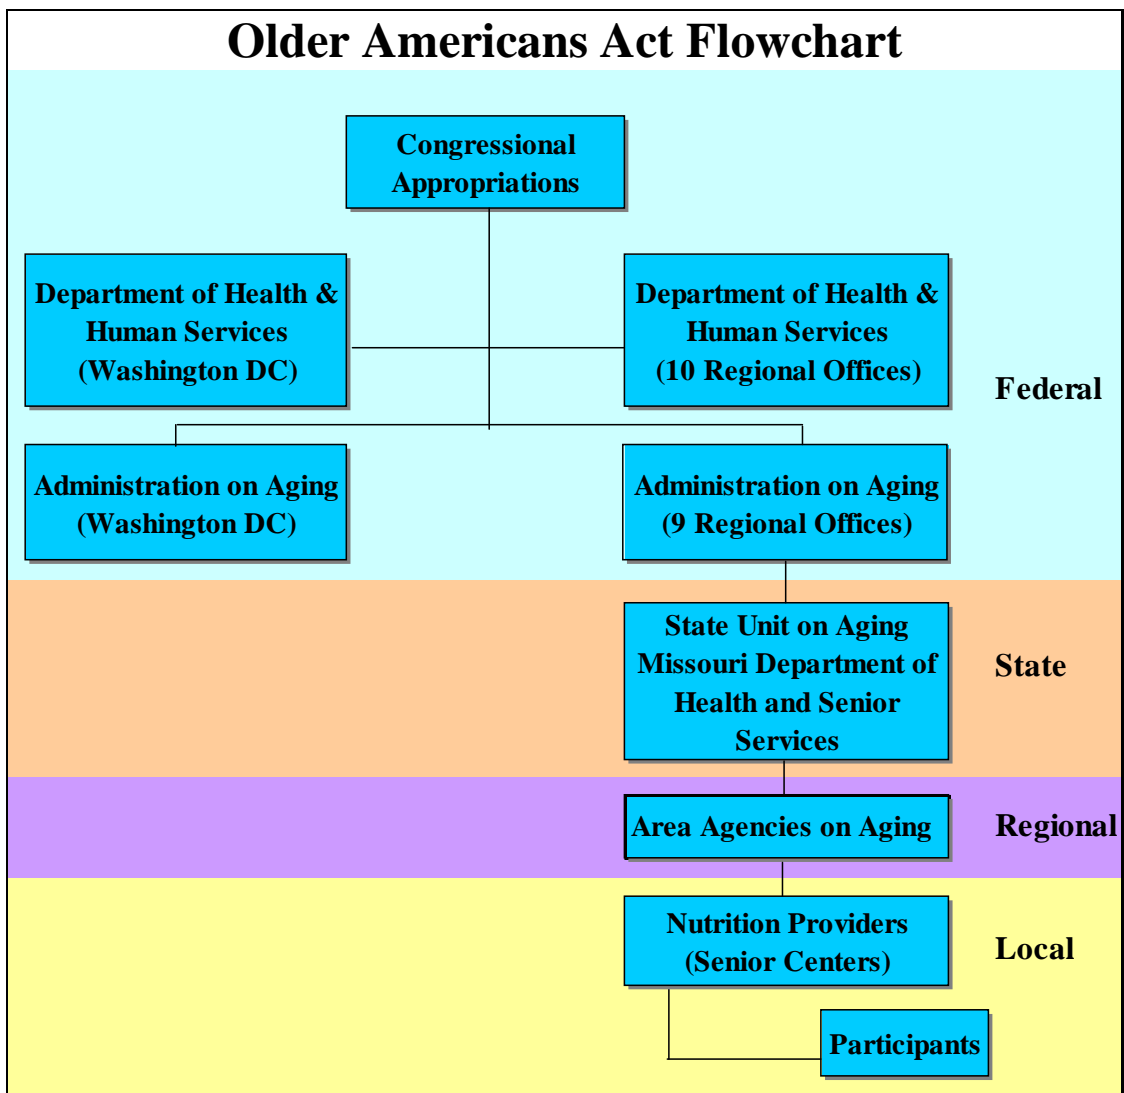 Older Americans Act Flowchart
Congressional
Appropriations
Department of Health &
Human Services
(Washington DC)
Department of Health &
Human Services
(10 Regional Offices)
Federal
Administration on Aging
(Washington DC)
Administration on Aging
(9 Regional Offices)
State Unit on Aging
Missouri Department of
Health and Senior
Services
State
Area Agencies on Aging
Regional
Nutrition Providers
(Senior Centers)
Local
Participants